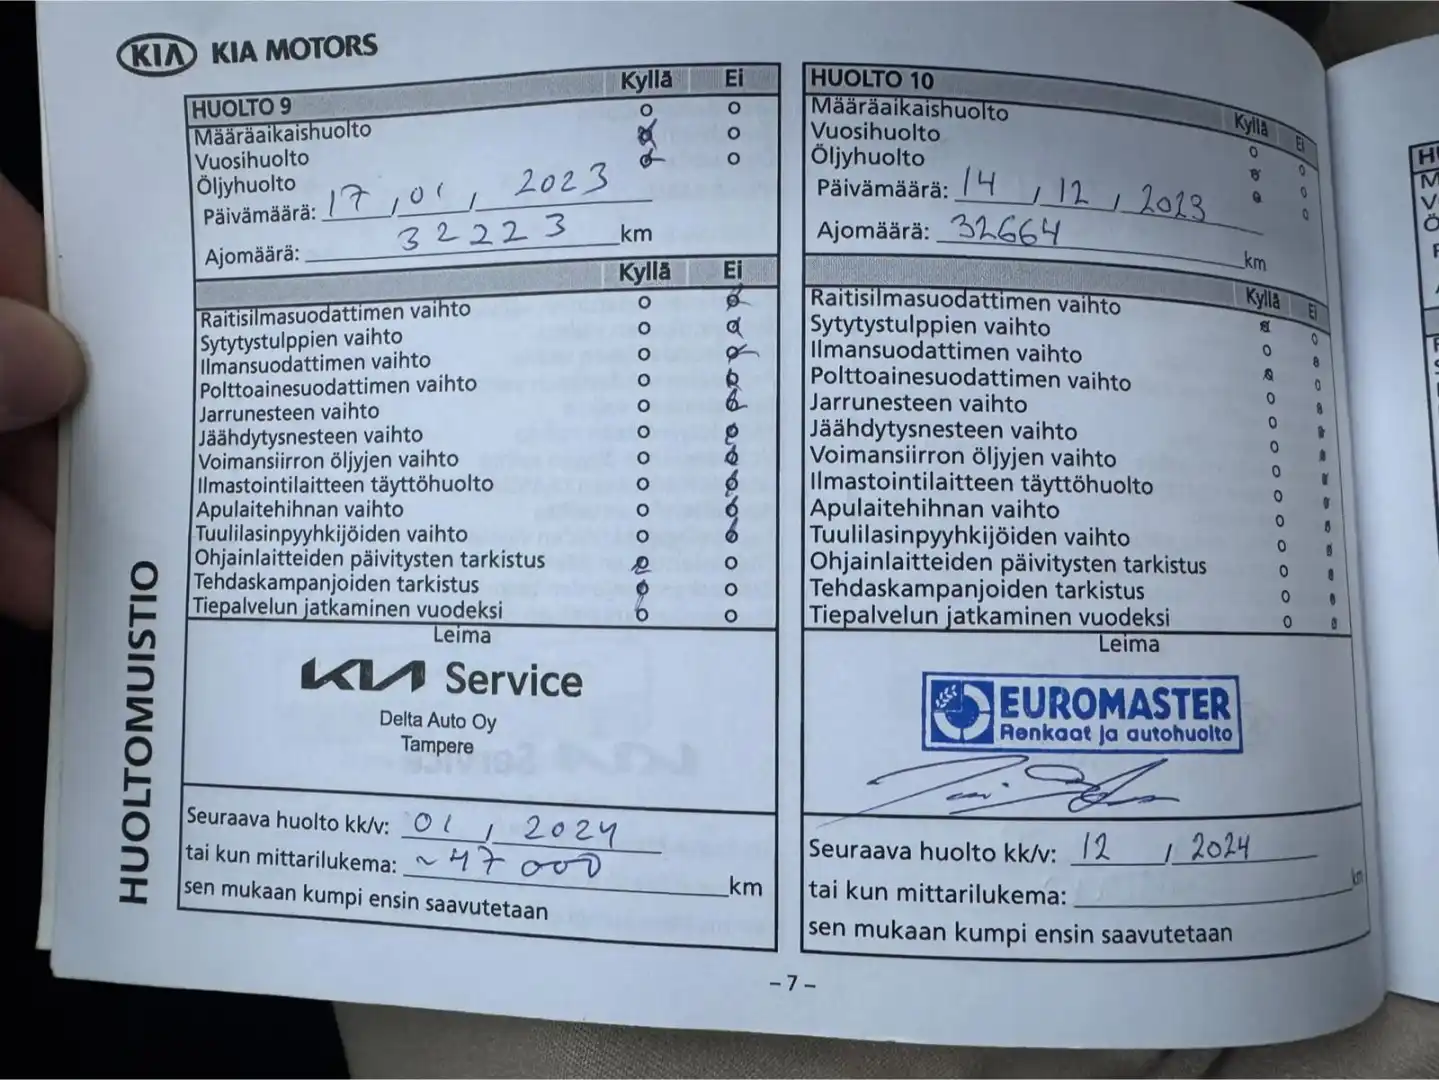 KIA KIA MOTORS
HUOLTO 9 Kyllä Ei
Määräaikaishuolto
Vuosihuolto
Öljyhuolto
Päivämäärä: 17, 01, 2023
Ajomäärä: 32223 km
Kyllä Ei
Raitisilmasuodattimen vaihto
Sytytystulppien vaihto
Ilmansuodattimen vaihto
Polttoainesuodattimen vaihto
Jarrunesteen vaihto
Jäähdytysnesteen vaihto
Voimansiirron öljyjen vaihto
Ilmastointilaitteen täyttöhuolto
Apulaitehihnan vaihto
Tuulilasinpyyhkijöiden vaihto
Ohjainlaitteiden päivitysten tarkistus
Tehdaskampanjoiden tarkistus
Tiepalvelun jatkaminen vuodeksi
Leima
KIA Service
Delta Auto Oy
Tampere
Seuraava huolto kk/v: 01, 2024
tai kun mittarilukema: ~47000 km
sen mukaan kumpi ensin saavutetaan
HUOLTO 10
Kyllä Ei
Määräaikaishuolto
Vuosihuolto
Öljyhuolto
Päivämäärä: 14, 12, 2023
Ajomäärä: 32664 km
Kyllä Ei
Raitisilmasuodattimen vaihto
Sytytystulppien vaihto
Ilmansuodattimen vaihto
Polttoainesuodattimen vaihto
Jarrunesteen vaihto
Jäähdytysnesteen vaihto
Voimansiirron öljyjen vaihto
Ilmastointilaitteen täyttöhuolto
Apulaitehihnan vaihto
Tuulilasinpyyhkijöiden vaihto
Ohjainlaitteiden päivitysten tarkistus
Tehdaskampanjoiden tarkistus
Tiepalvelun jatkaminen vuodeksi
Leima
EUROMASTER
Renkaat ja autohuolto
Seuraava huolto kk/v: 12, 2024
tai kun mittarilukema: km
sen mukaan kumpi ensin saavutetaan
HUOLTOMUISTIO
- 7 -